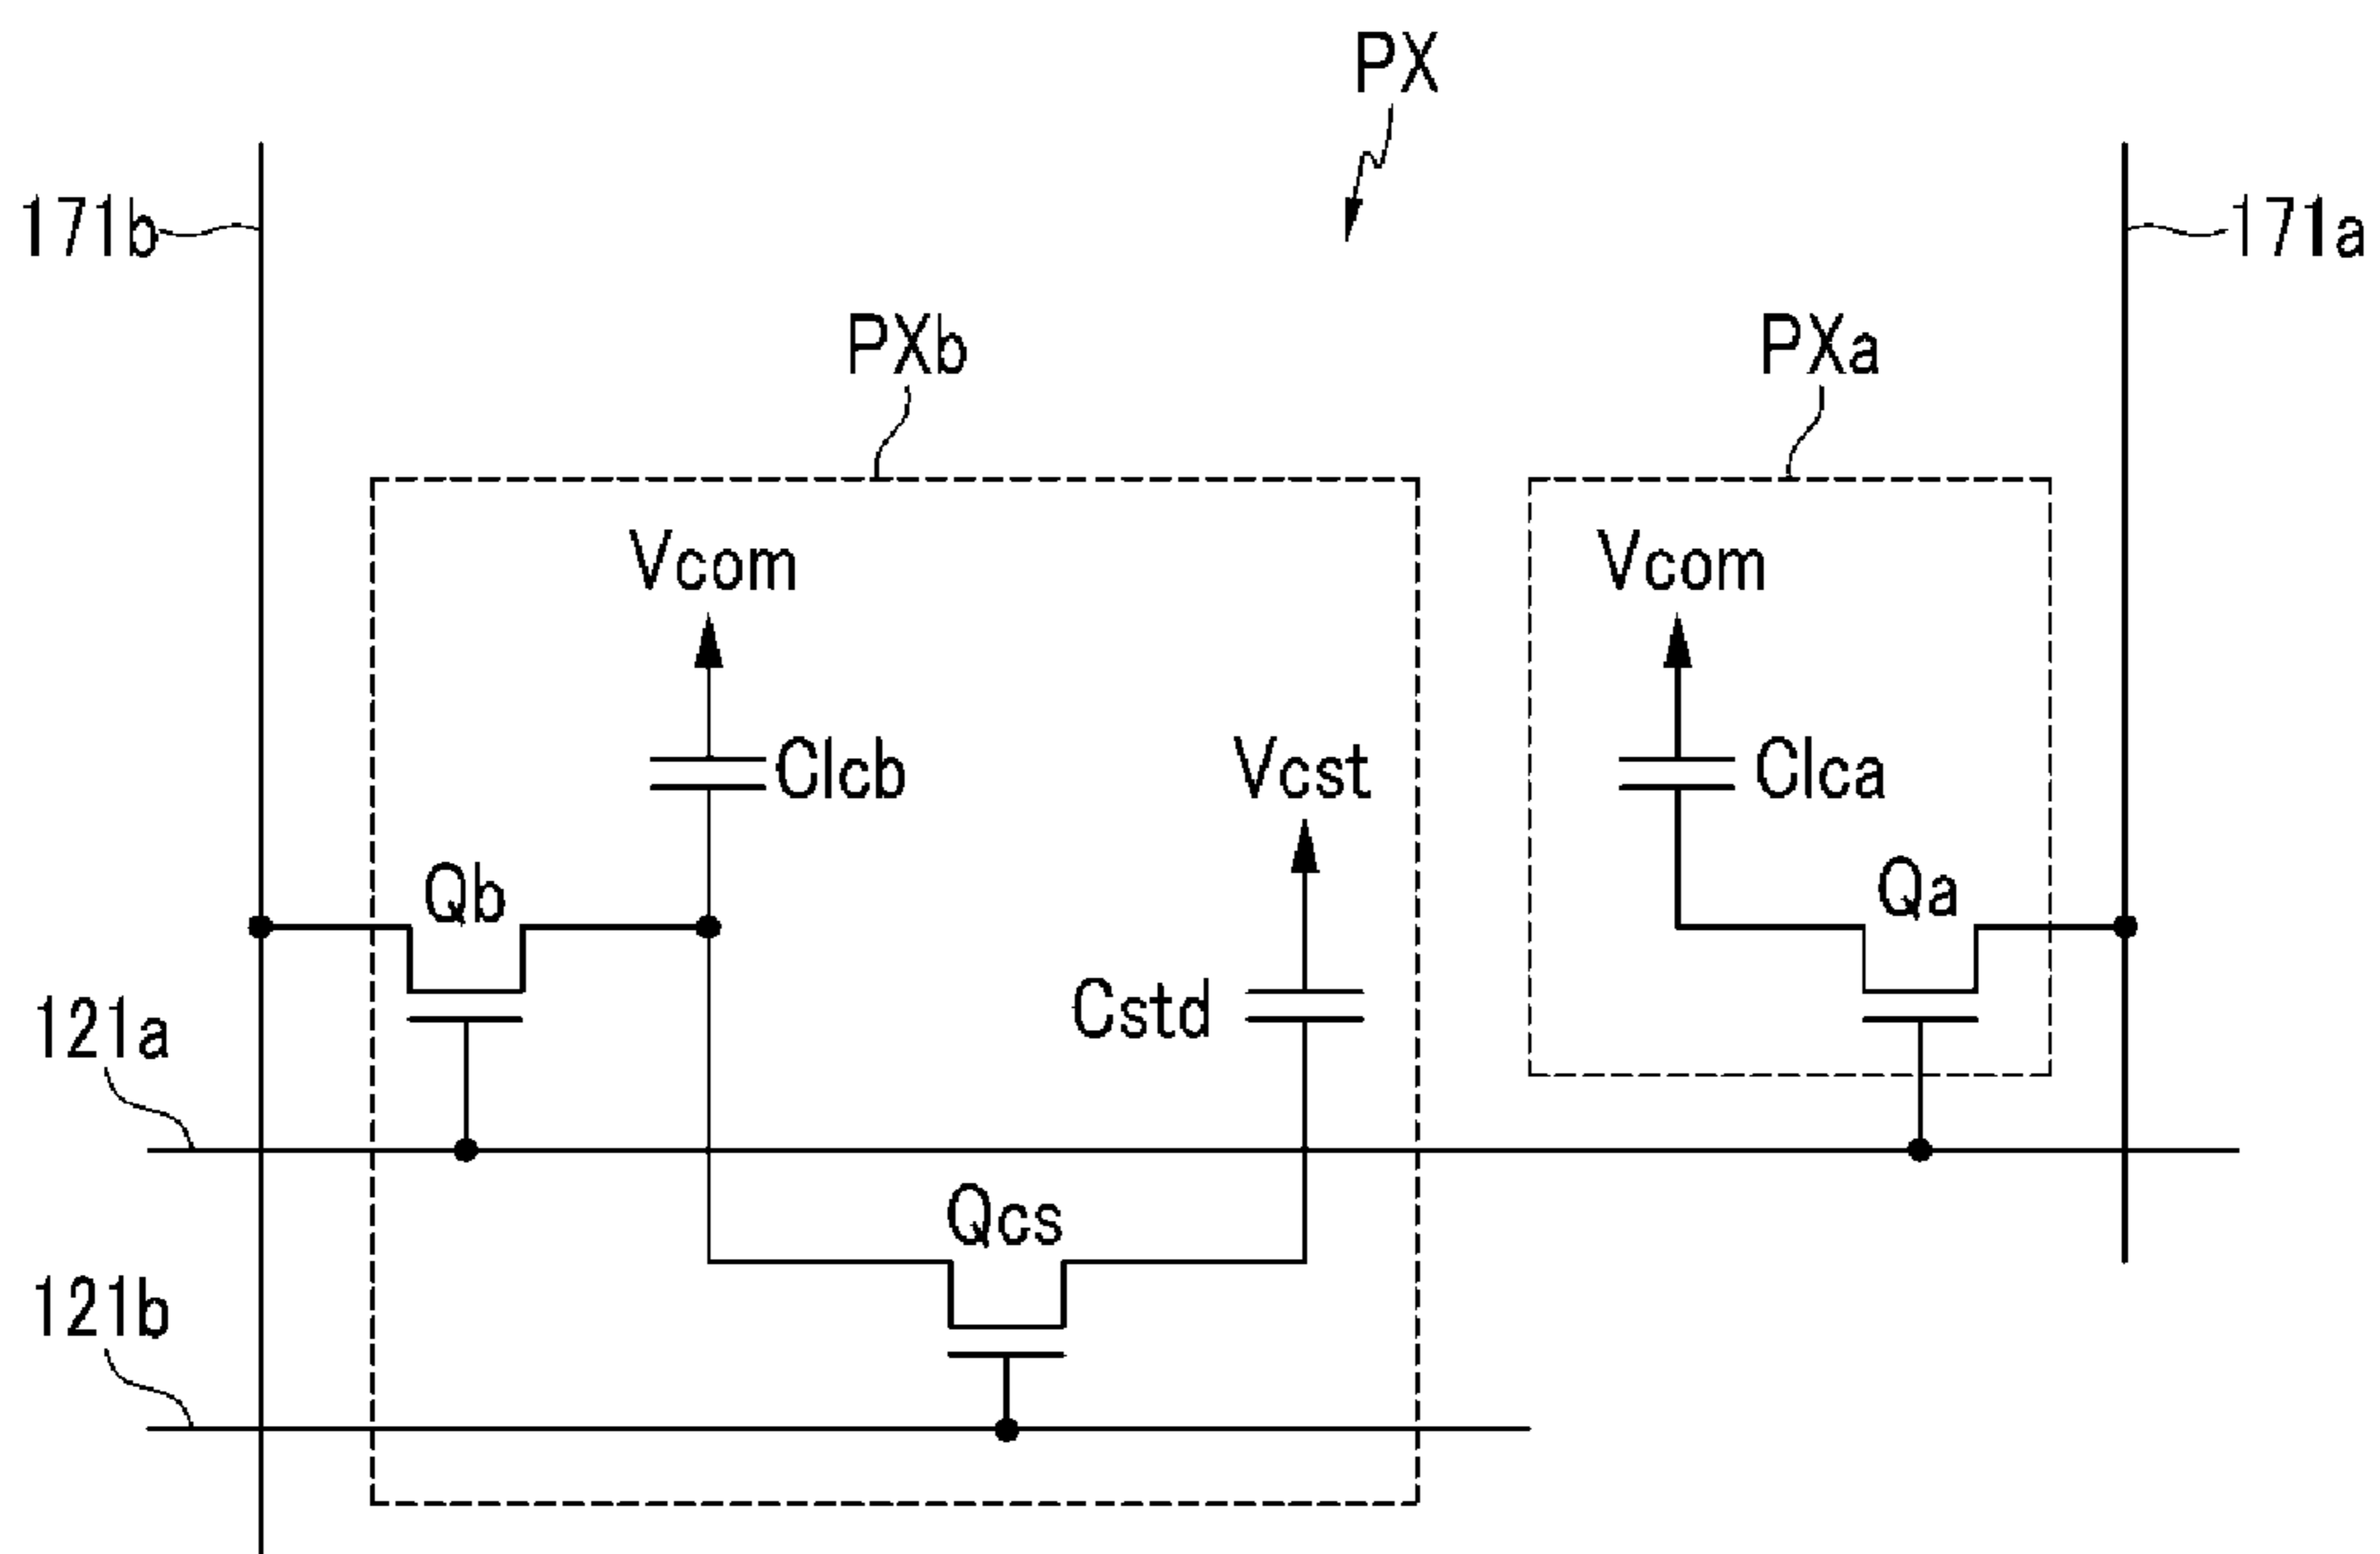 PX
171b
171a
PXb
PXa
Vcom
Vcom
Clcb
Vcst
Clca
Qb
Qa
121a
Cstd
Qcs
121b